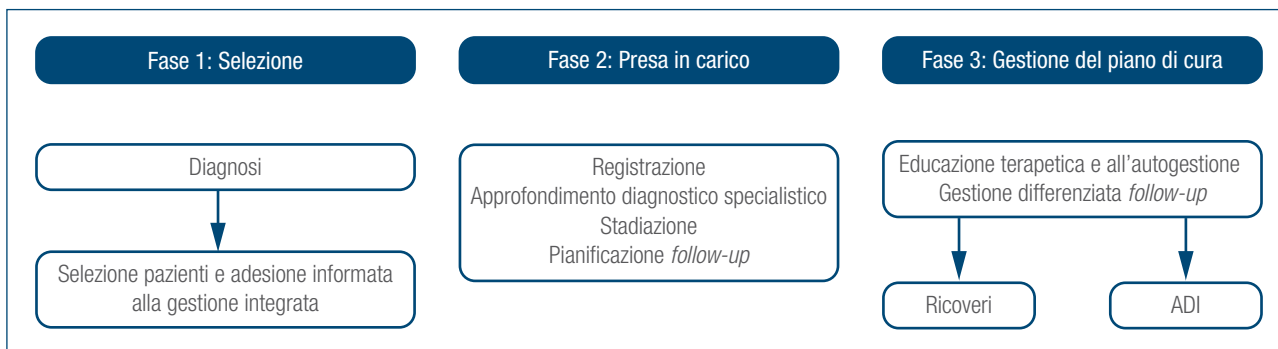 Fase 1: Selezione
Diagnosi
Selezione pazienti e adesione informata
alla gestione integrata
Fase 2: Presa in carico
Registrazione
Approfondimento diagnostico specialistico
Stadiazione
Pianificazione follow-up
Fase 3: Gestione del piano di cura
Educazione terapetica e all'autogestione
Gestione differenziata follow-up
Ricoveri
ADI